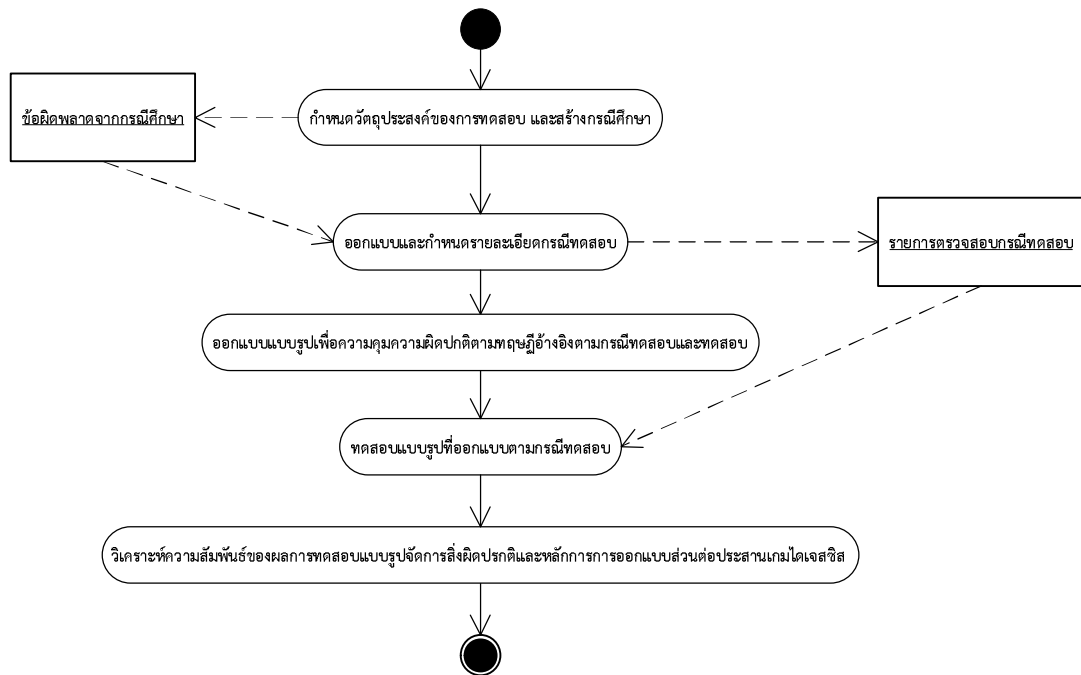 กำหนดวัตถุประสงค์ของการทดสอบ และสร้างกรณีศึกษา
ข้อผิดพลาดจากกรณีศึกษา
ออกแบบและกำหนดรายละเอียดกรณีทดสอบ
รายการตรวจสอบกรณีทดสอบ
ออกแบบแบบรูปเพื่อความคุมความผิดปกติตามทฤษฎีอ้างอิงตามกรณีทดสอบและทดสอบ
ทดสอบแบบรูปที่ออกแบบตามกรณีทดสอบ
วิเคราะห์ความสัมพันธ์ของผลการทดสอบแบบรูปจัดการสิ่งผิดปรกติและหลักการการออกแบบส่วนต่อประสานเกมไดเจสซิส